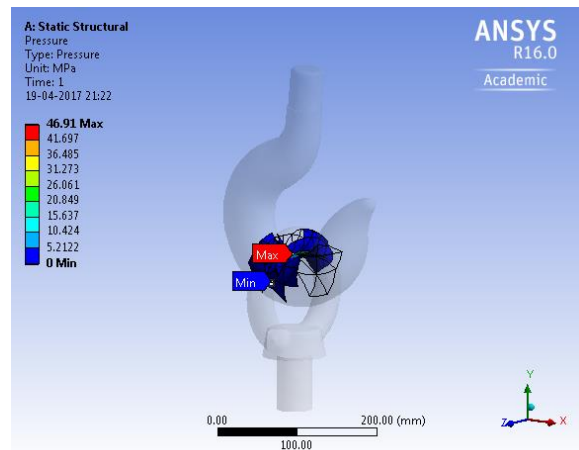 A: Static Structural
Pressure
Type: Pressure
Unit: MPa
Time: 1
19-04-2017 21:22
46.91 Max
41.697
36.485
31.273
26.061
20.849
15.637
10.424
5.2122
0 Min
ANSYS
R16.0
Academic
Max
Min
0.00
200.00 (mm)
100.00
Y
Z
X